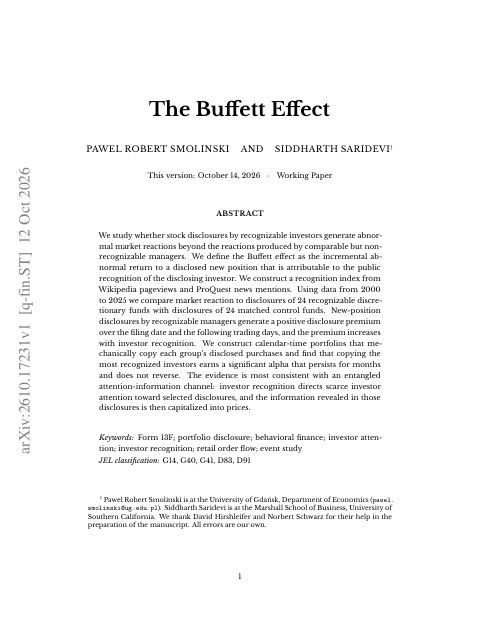 The Buffett Effect
PAWEL ROBERT SMOLINSKI AND SIDDHARTH SARIDEVI†
This version: October 14, 2026 · Working Paper
ABSTRACT
We study whether stock disclosures by recognizable investors generate abnor-
mal market reactions beyond the reactions produced by comparable but non-
recognizable managers. We define the Buffett effect as the incremental ab-
normal return to a disclosed new position that is attributable to the public
recognition of the disclosing investor. We construct a recognition index from
Wikipedia pageviews and ProQuest news mentions. Using data from 2000
to 2025 we compare market reaction to disclosures of 24 recognizable discre-
tionary funds with disclosures of 24 matched control funds. New-position
disclosures by recognizable managers generate a positive disclosure premium
over the filing date and the following trading days, and the premium increases
with investor recognition. We construct calendar-time portfolios that me-
chanically copy each group's disclosed purchases and find that copying the
most recognized investors earns a significant alpha that persists for months
and does not reverse. The evidence is most consistent with an entangled
attention-information channel: investor recognition directs scarce investor
attention toward selected disclosures, and the information revealed in those
disclosures is then capitalized into prices.
Keywords: Form 13F; portfolio disclosure; behavioral finance; investor atten-
tion; investor recognition; retail order flow; event study
JEL classification: G14, G40, G41, D83, D91
† Pawel Robert Smolinski is at the University of Gdańsk, Department of Economics (pawel.
smolinski@ug.edu.pl). Siddharth Saridevi is at the Marshall School of Business, University of
Southern California. We thank David Hirshleifer and Norbert Schwarz for their help in the
preparation of the manuscript. All errors are our own.
1
arXiv:2610.17231v1 [q-fin.ST] 12 Oct 2026